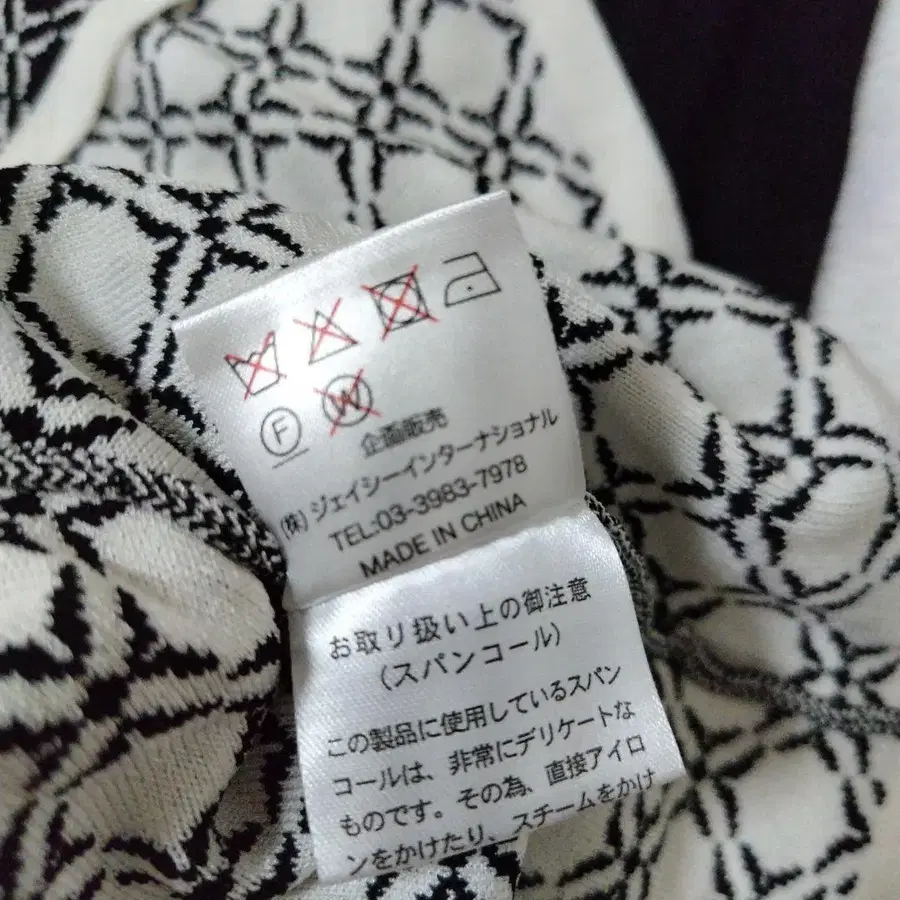 F
W
企画販売
(株)ジェイシーインターナショナル
TEL:03-3983-7978
MADE IN CHINA
お取り扱い上の御注意
(スパンコール)
この製品に使用しているスパン
コールは、非常にデリケートな
ものです。その為、直接アイロ
ンをかけたり、スチームをかけ